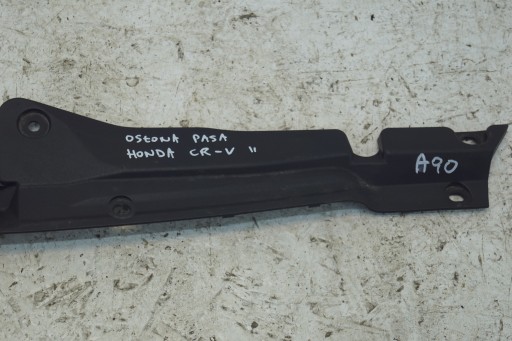 OSŁONA PASA
HONDA CR-V II
A90